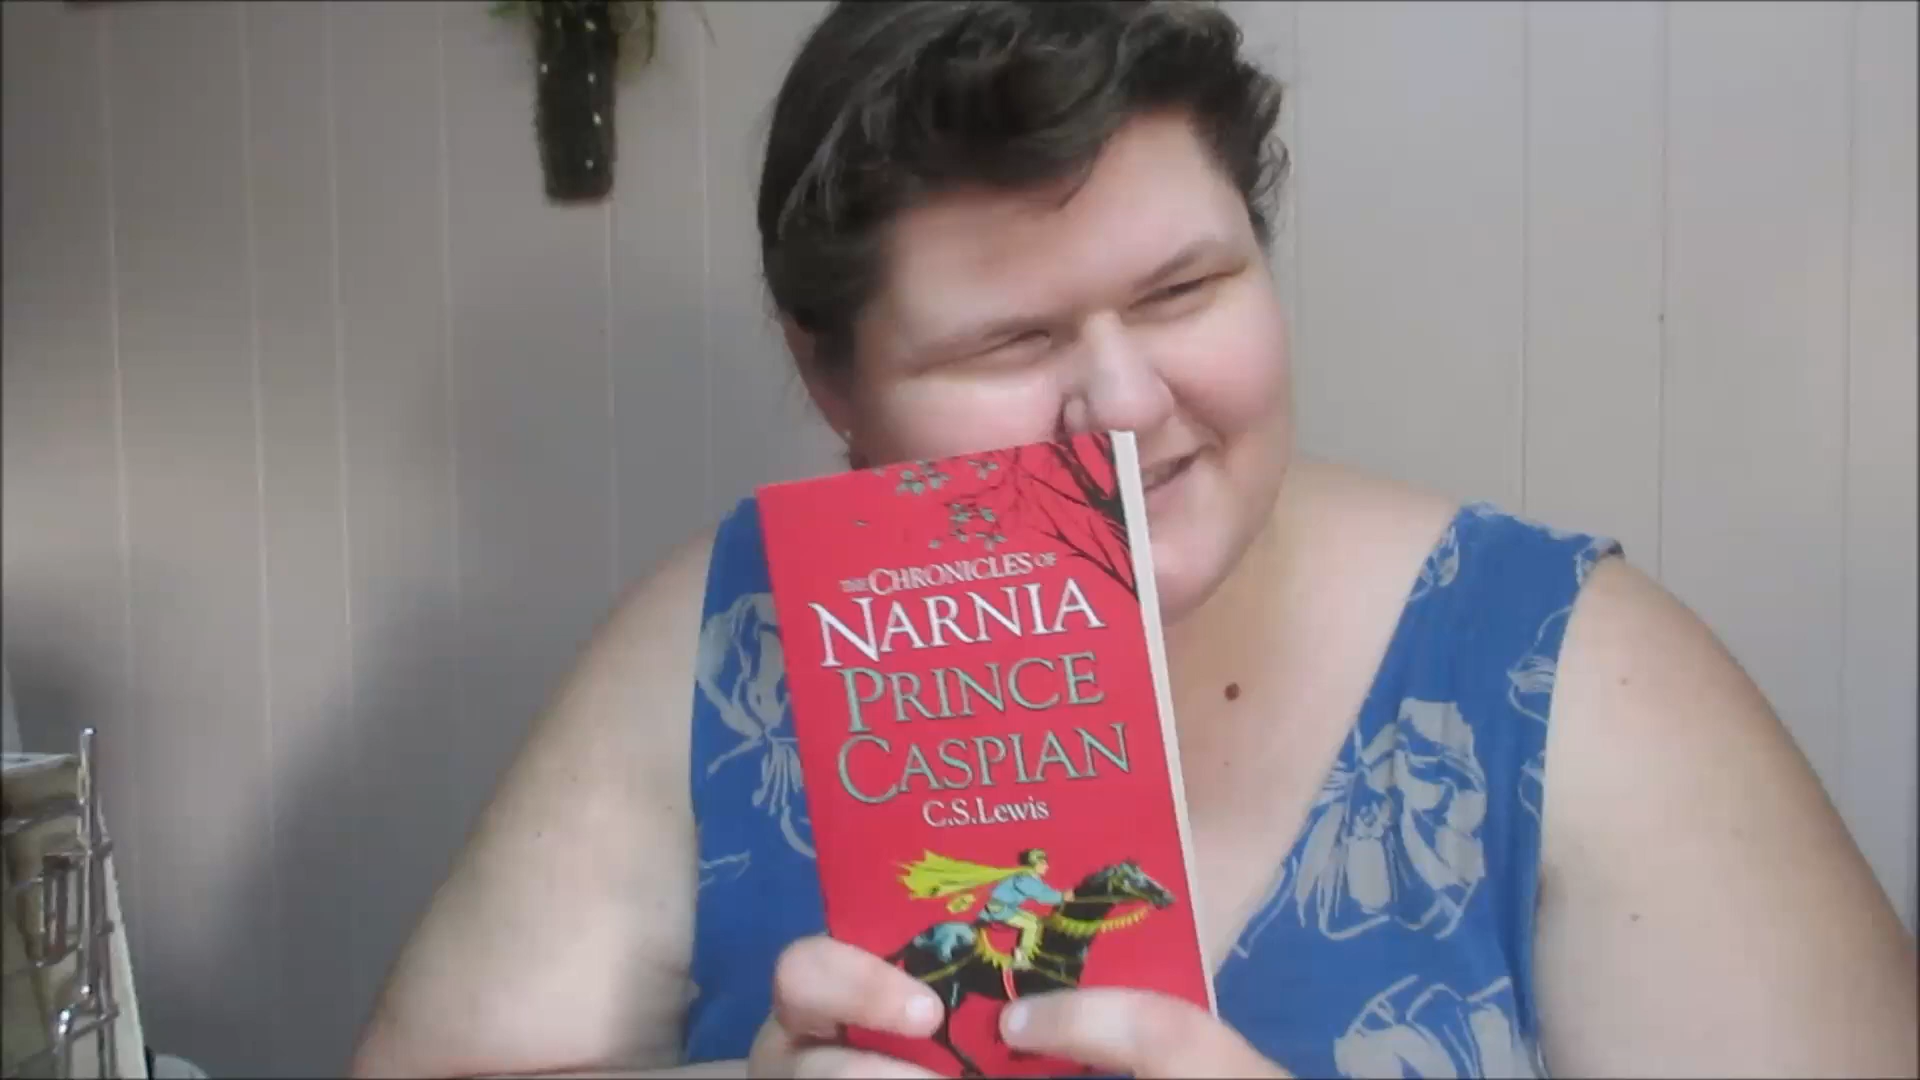 THE CHRONICLES OF
NARNIA
PRINCE
CASPIAN
C.S.Lewis